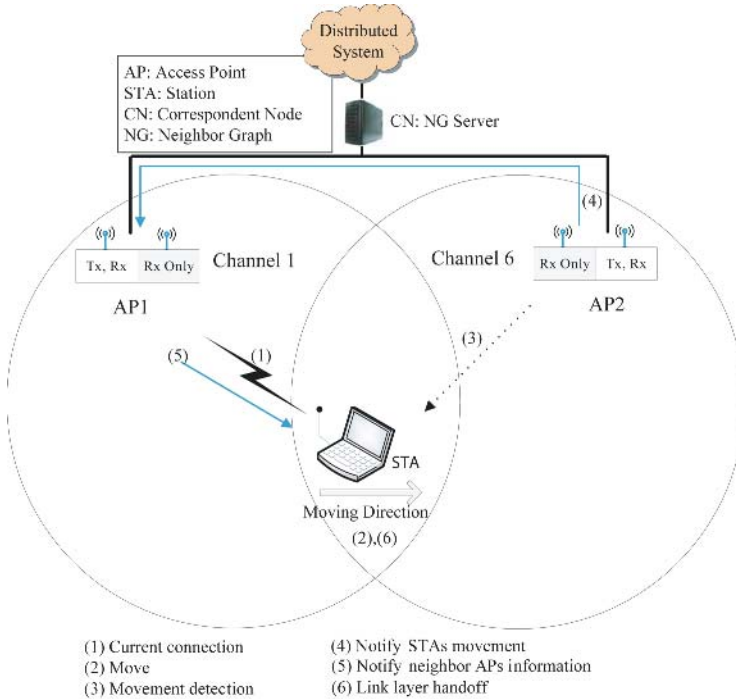 Distributed
System
AP: Access Point
STA: Station
CN: Correspondent Node
NG: Neighbor Graph
CN: NG Server
(4)
Tx, Rx
Rx Only
Channel 1
Channel 6
Rx Only
Tx, Rx
AP1
AP2
(3)
(1)
(5)
STA
Moving Direction
(2),(6)
(1) Current connection
(2) Move
(3) Movement detection
(4) Notify STAs movement
(5) Notify neighbor APs information
(6) Link layer handoff